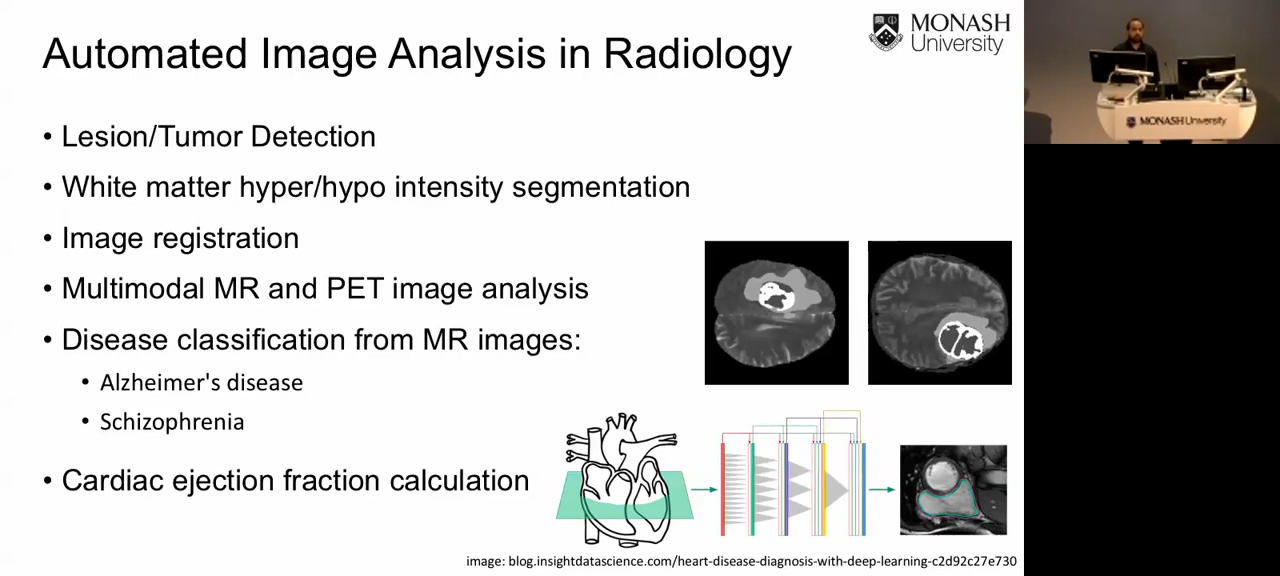 MONASH
University
Automated Image Analysis in Radiology
• Lesion/Tumor Detection
• White matter hyper/hypo intensity segmentation
• Image registration
• Multimodal MR and PET image analysis
• Disease classification from MR images:
• Alzheimer's disease
• Schizophrenia
• Cardiac ejection fraction calculation
image: blog.insightdatascience.com/heart-disease-diagnosis-with-deep-learning-c2d92c27e730
MONASH University